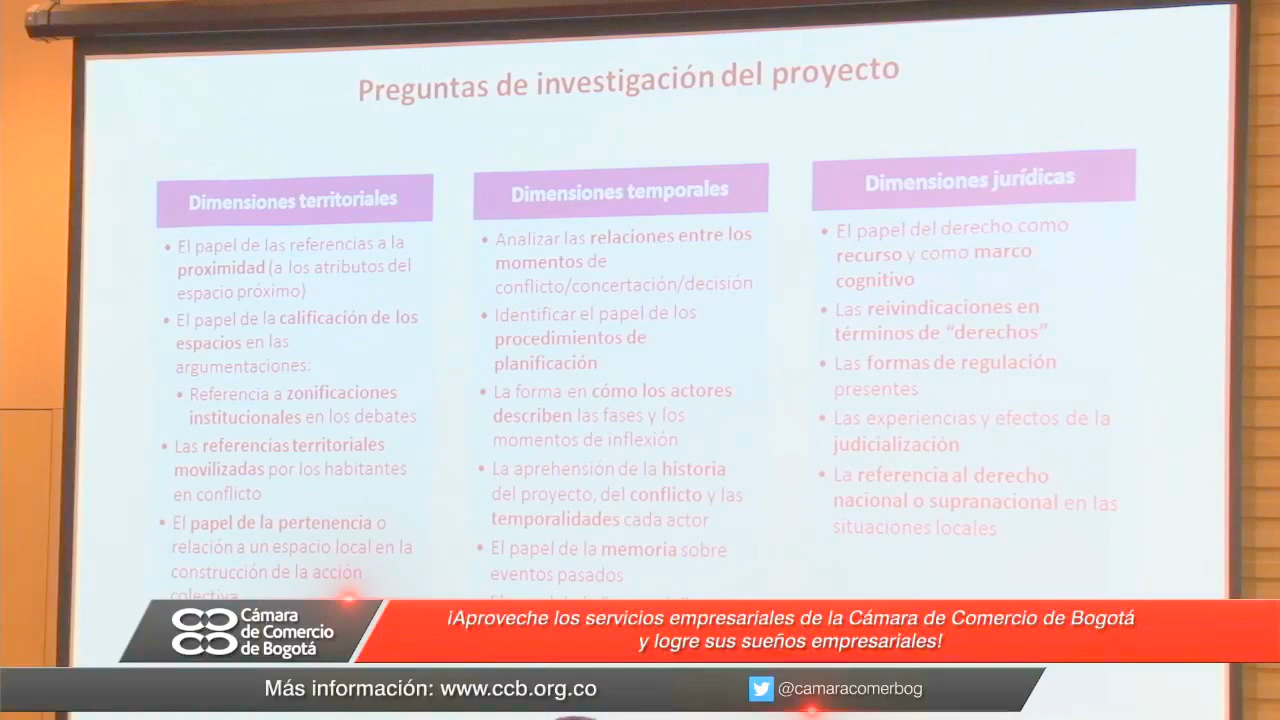 Preguntas de investigación del proyecto
Dimensiones territoriales
• El papel de las referencias a la
proximidad (a los atributos del
espacio próximo)
• El papel de la calificación de los
espacios en las
argumentaciones:
• Referencia a zonificaciones
institucionales en los debates
• Las referencias territoriales
movilizadas por los habitantes
en conflicto
• El papel de la pertenencia o
relación a un espacio local en la
construcción de la acción
colectiva
Dimensiones temporales
• Analizar las relaciones entre los
momentos de
conflicto/concertación/decisión
• Identificar el papel de los
procedimientos de
planificación
• La forma en cómo los actores
describen las fases y los
momentos de inflexión
• La aprehensión de la historia
del proyecto, del conflicto y las
temporalidades cada actor
• El papel de la memoria sobre
eventos pasados
Dimensiones jurídicas
• El papel del derecho como
recurso y como marco
cognitivo
• Las reivindicaciones en
términos de “derechos”
• Las formas de regulación
presentes
• Las experiencias y efectos de la
judicialización
• La referencia al derecho
nacional o supranacional en las
situaciones locales
Cámara
de Comercio
de Bogotá
¡Aproveche los servicios empresariales de la Cámara de Comercio de Bogotá
y logre sus sueños empresariales!
Más información: www.ccb.org.co
@camaracomerbog